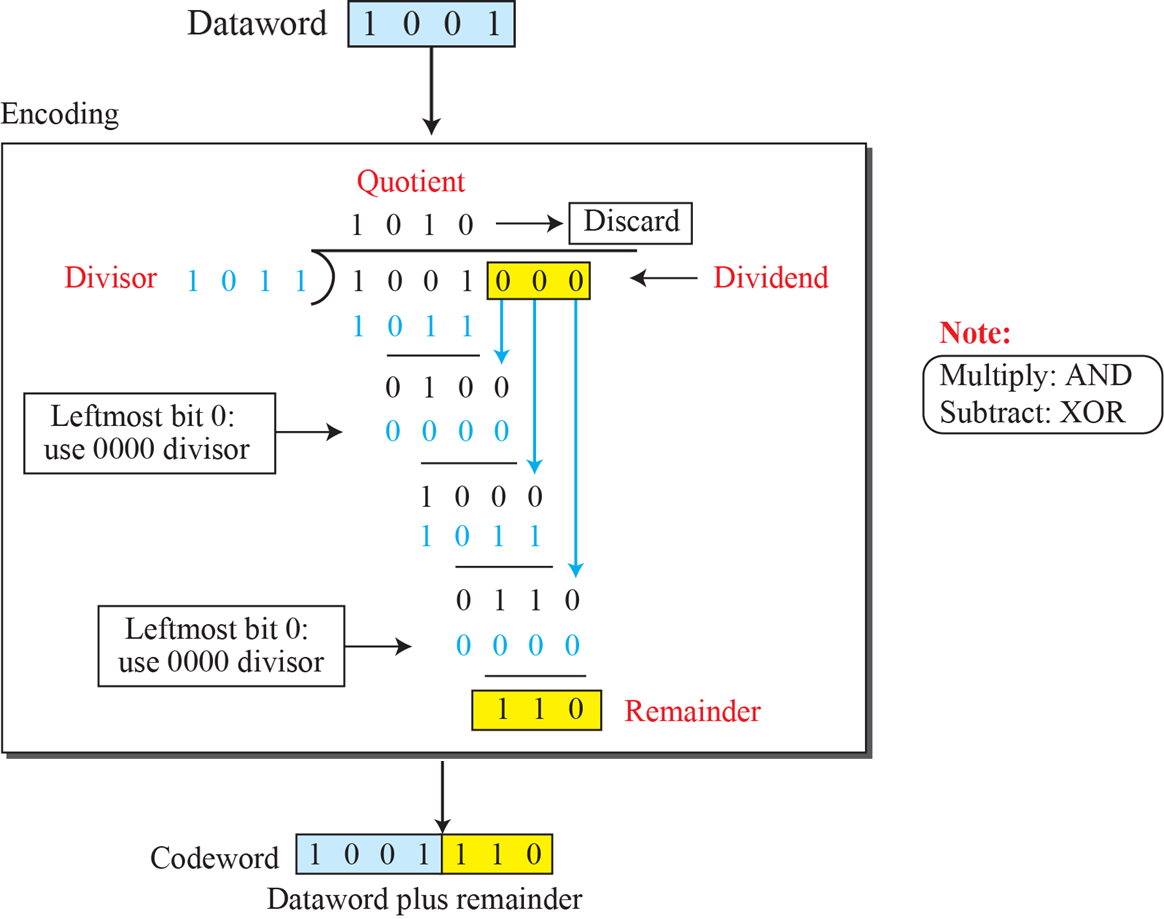 Dataword 1 0 0 1
Encoding
Quotient
1 0 1 0 Discard
Divisor 1 0 1 1 1 0 0 1 0 0 0 Dividend
1 0 1 1
0 1 0 0
Leftmost bit 0:
use 0000 divisor
0 0 0 0
1 0 0 0
1 0 1 1
0 1 1 0
Leftmost bit 0:
use 0000 divisor
0 0 0 0
1 1 0 Remainder
Note:
Multiply: AND
Subtract: XOR
Codeword 1 0 0 1 1 1 0
Dataword plus remainder